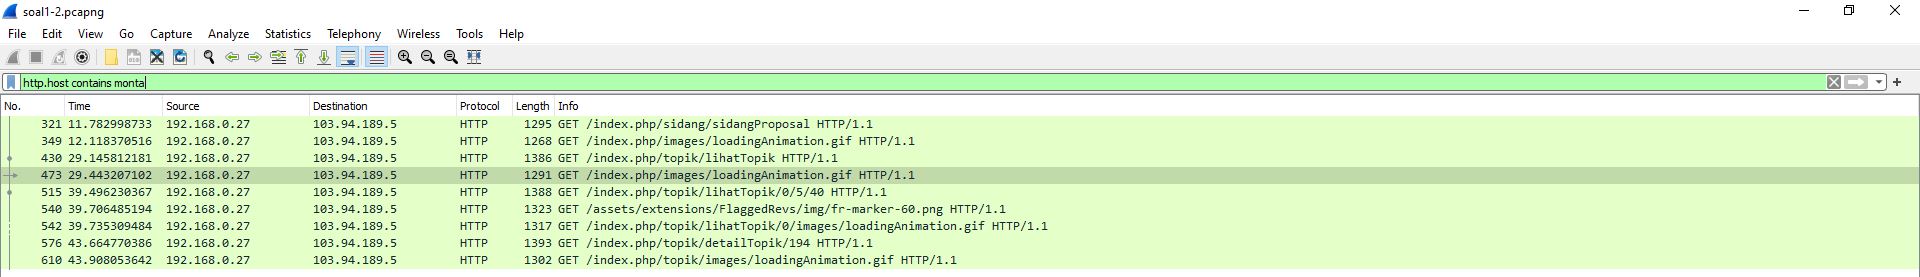 soal1-2.pcapng
File Edit View Go Capture Analyze Statistics Telephony Wireless Tools Help
http.host contains monta
No. Time Source Destination Protocol Length Info
321 11.782998733 192.168.0.27 103.94.189.5 HTTP 1295 GET /index.php/sidang/sidangProposal HTTP/1.1
349 12.118370516 192.168.0.27 103.94.189.5 HTTP 1268 GET /index.php/images/loadingAnimation.gif HTTP/1.1
430 29.145812181 192.168.0.27 103.94.189.5 HTTP 1386 GET /index.php/topik/lihatTopik HTTP/1.1
473 29.443207102 192.168.0.27 103.94.189.5 HTTP 1291 GET /index.php/images/loadingAnimation.gif HTTP/1.1
515 39.496230367 192.168.0.27 103.94.189.5 HTTP 1388 GET /index.php/topik/lihatTopik/0/5/40 HTTP/1.1
540 39.706485194 192.168.0.27 103.94.189.5 HTTP 1323 GET /assets/extensions/FlaggedRevs/img/fr-marker-60.png HTTP/1.1
542 39.735309484 192.168.0.27 103.94.189.5 HTTP 1317 GET /index.php/topik/lihatTopik/0/images/loadingAnimation.gif HTTP/1.1
576 43.664770386 192.168.0.27 103.94.189.5 HTTP 1393 GET /index.php/topik/detailTopik/194 HTTP/1.1
610 43.908053642 192.168.0.27 103.94.189.5 HTTP 1302 GET /index.php/topik/images/loadingAnimation.gif HTTP/1.1